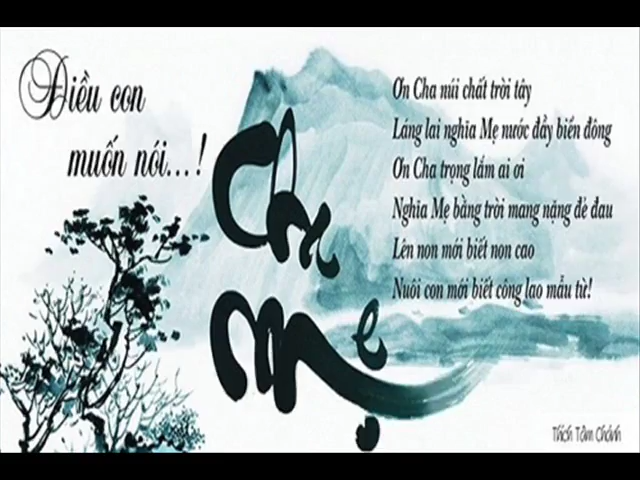 Điều con
muốn nói...!
Cha
Mẹ
Ơn Cha núi chất trời tây
Láng lai nghĩa Mẹ nước đầy biển đông
Ơn Cha trọng lắm ai ơi
Nghĩa Mẹ bằng trời mang nặng đẻ đau
Lên non mới biết non cao
Nuôi con mới biết công lao mẫu từ!
Thích Tâm Chánh